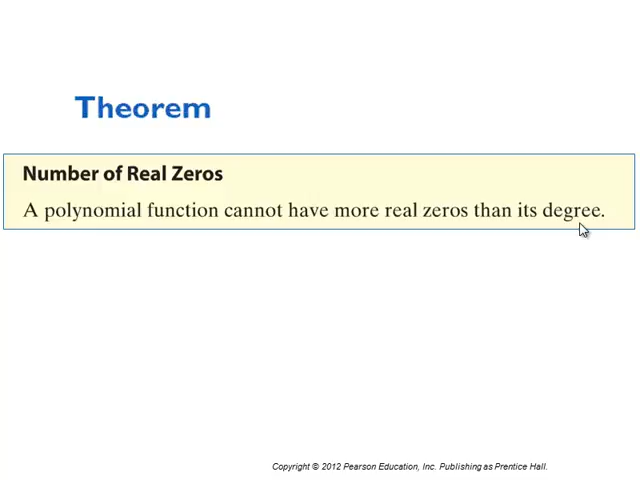 Theorem
Number of Real Zeros
A polynomial function cannot have more real zeros than its degree.
Copyright © 2012 Pearson Education, Inc. Publishing as Prentice Hall.